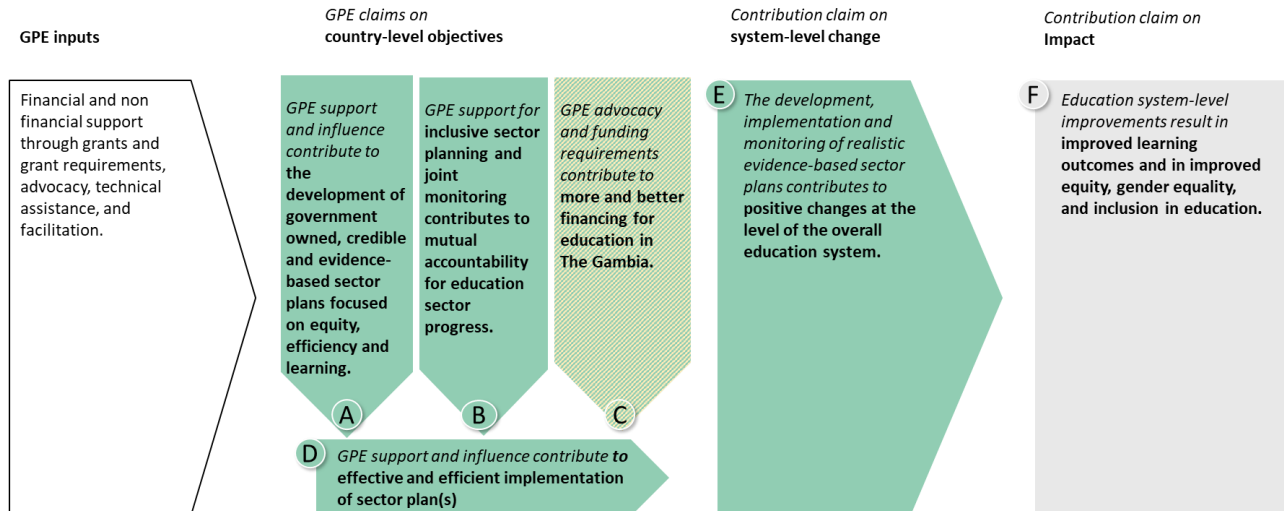 GPE inputs
GPE claims on
country-level objectives
Contribution claim on
system-level change
Contribution claim on
Impact
Financial and non
financial support
through grants and
grant requirements,
advocacy, technical
assistance, and
facilitation.
GPE support
and influence
contribute to
the
development of
government
owned, credible
and evidence-
based sector
plans focused
on equity,
efficiency and
learning.
A
GPE support for
inclusive sector
planning and
joint
monitoring
contributes to
mutual
accountability
for education
sector
progress.
B
GPE advocacy
and funding
requirements
contribute to
more and better
financing for
education in
The Gambia.
C
D
GPE support and influence contribute to
effective and efficient implementation
of sector plan(s)
E
The development,
implementation and
monitoring of realistic
evidence-based sector
plans contributes to
positive changes at the
level of the overall
education system.
F
Education system-level
improvements result in
improved learning
outcomes and in improved
equity, gender equality,
and inclusion in education.